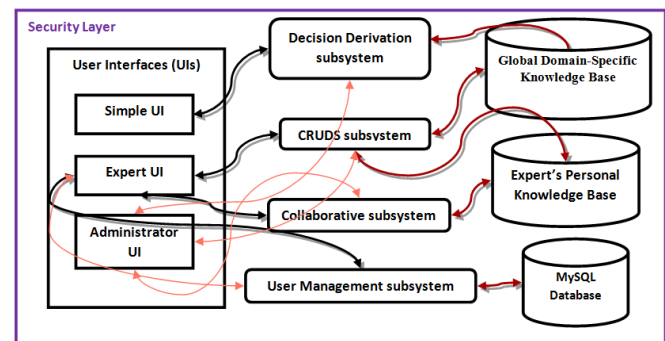 Security Layer
User Interfaces (UIs)
Simple UI
Expert UI
Administrator
UI
Decision Derivation
subsystem
CRUDS subsystem
Collaborative subsystem
User Management subsystem
Global Domain-Specific
Knowledge Base
Expert's Personal
Knowledge Base
MySQL
Database